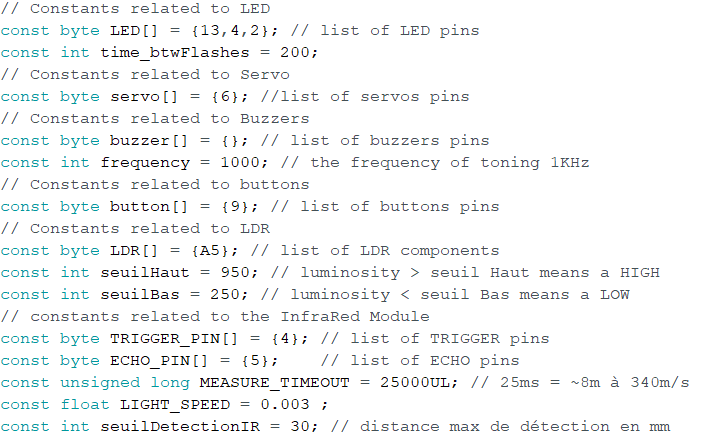 // Constants related to LED
const byte LED[] = {13,4,2}; // list of LED pins
const int time_btwFlashes = 200;
// Constants related to Servo
const byte servo[] = {6}; //list of servos pins
// Constants related to Buzzers
const byte buzzer[] = {}; // list of buzzers pins
const int frequency = 1000; // the frequency of toning 1KHz
// Constants related to buttons
const byte button[] = {9}; // list of buttons pins
// Constants related to LDR
const byte LDR[] = {A5}; // list of LDR components
const int seuilHaut = 950; // luminosity > seuil Haut means a HIGH
const int seuilBas = 250; // luminosity < seuil Bas means a LOW
// constants related to the InfraRed Module
const byte TRIGGER_PIN[] = {4}; // list of TRIGGER pins
const byte ECHO_PIN[] = {5};    // list of ECHO pins
const unsigned long MEASURE_TIMEOUT = 25000UL; // 25ms = ~8m à 340m/s
const float LIGHT_SPEED = 0.003 ;
const int seuilDetectionIR = 30; // distance max de détection en mm